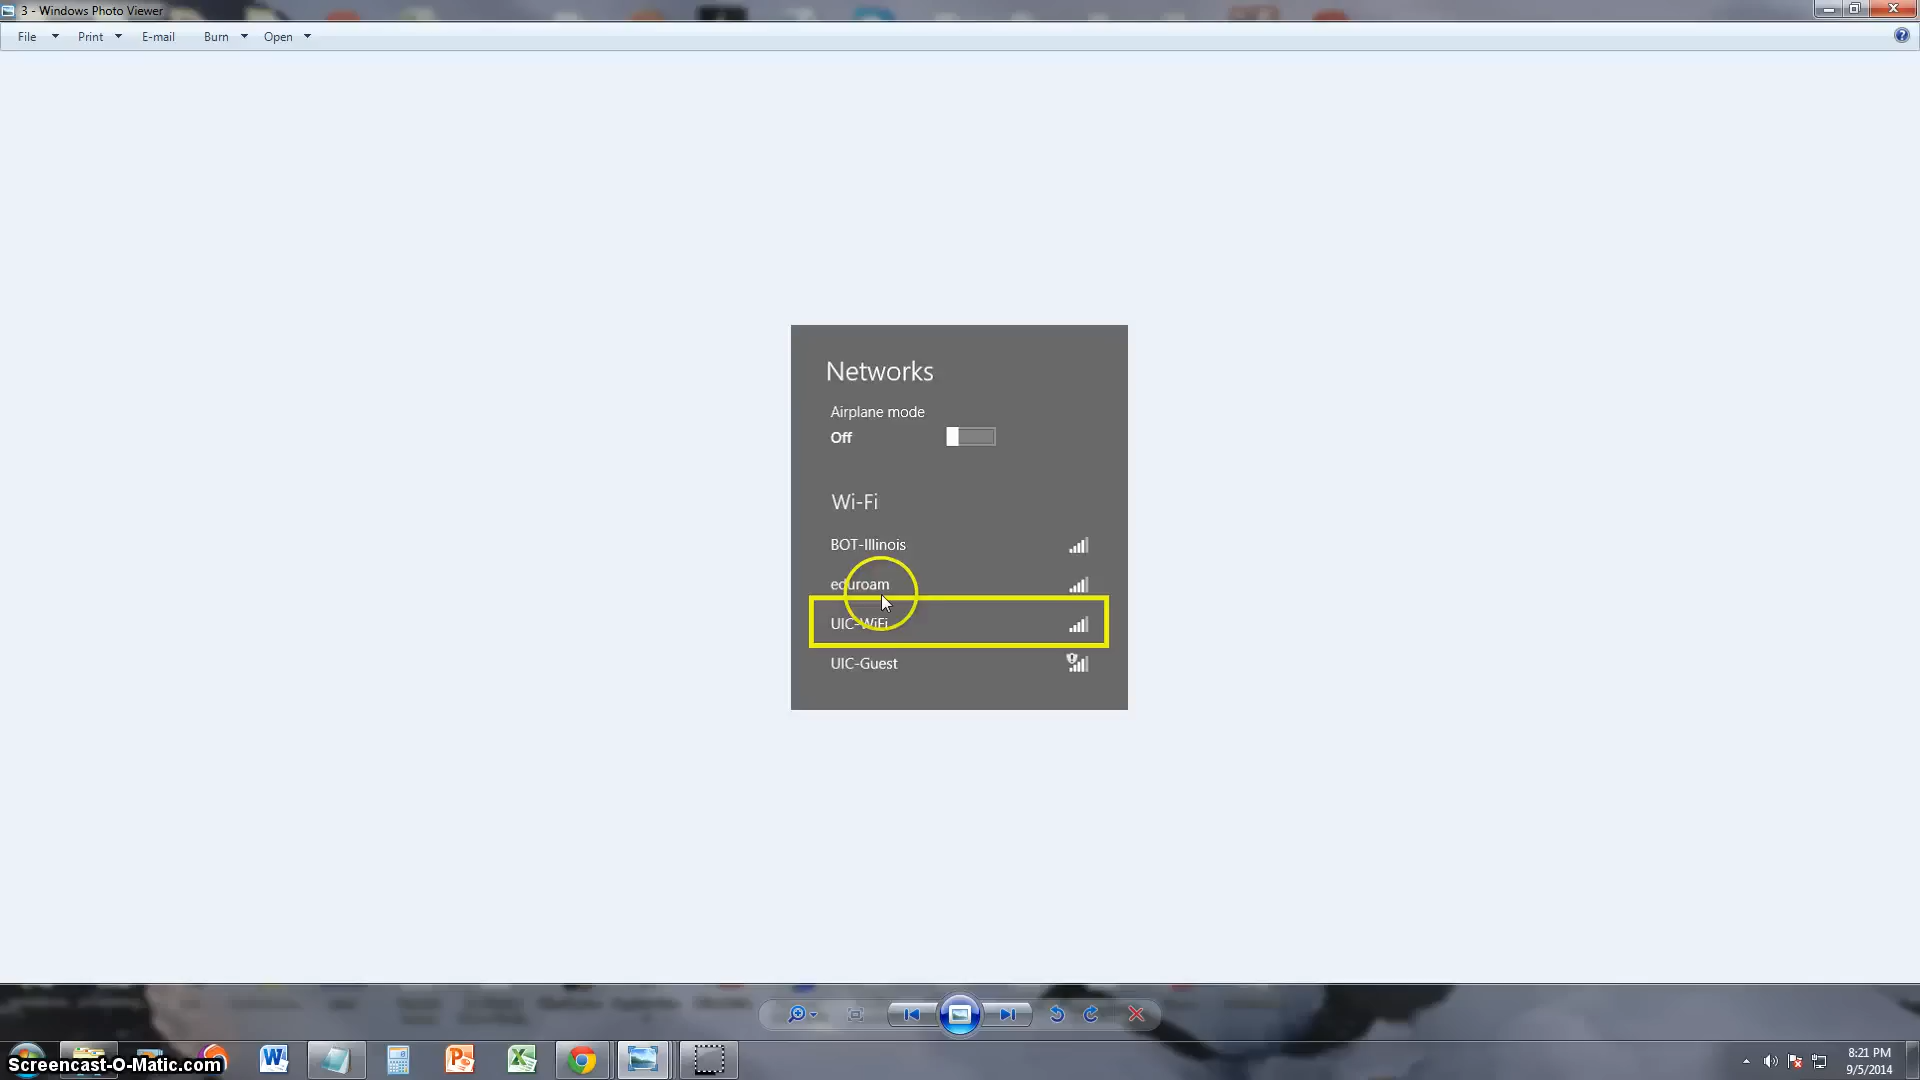 3 - Windows Photo Viewer
File Print E-mail Burn Open
Networks
Airplane mode
Off
Wi-Fi
BOT-Illinois
eduroam
UIC-WiFi
UIC-Guest
8:21 PM
9/5/2014
Screencast-O-Matic.com